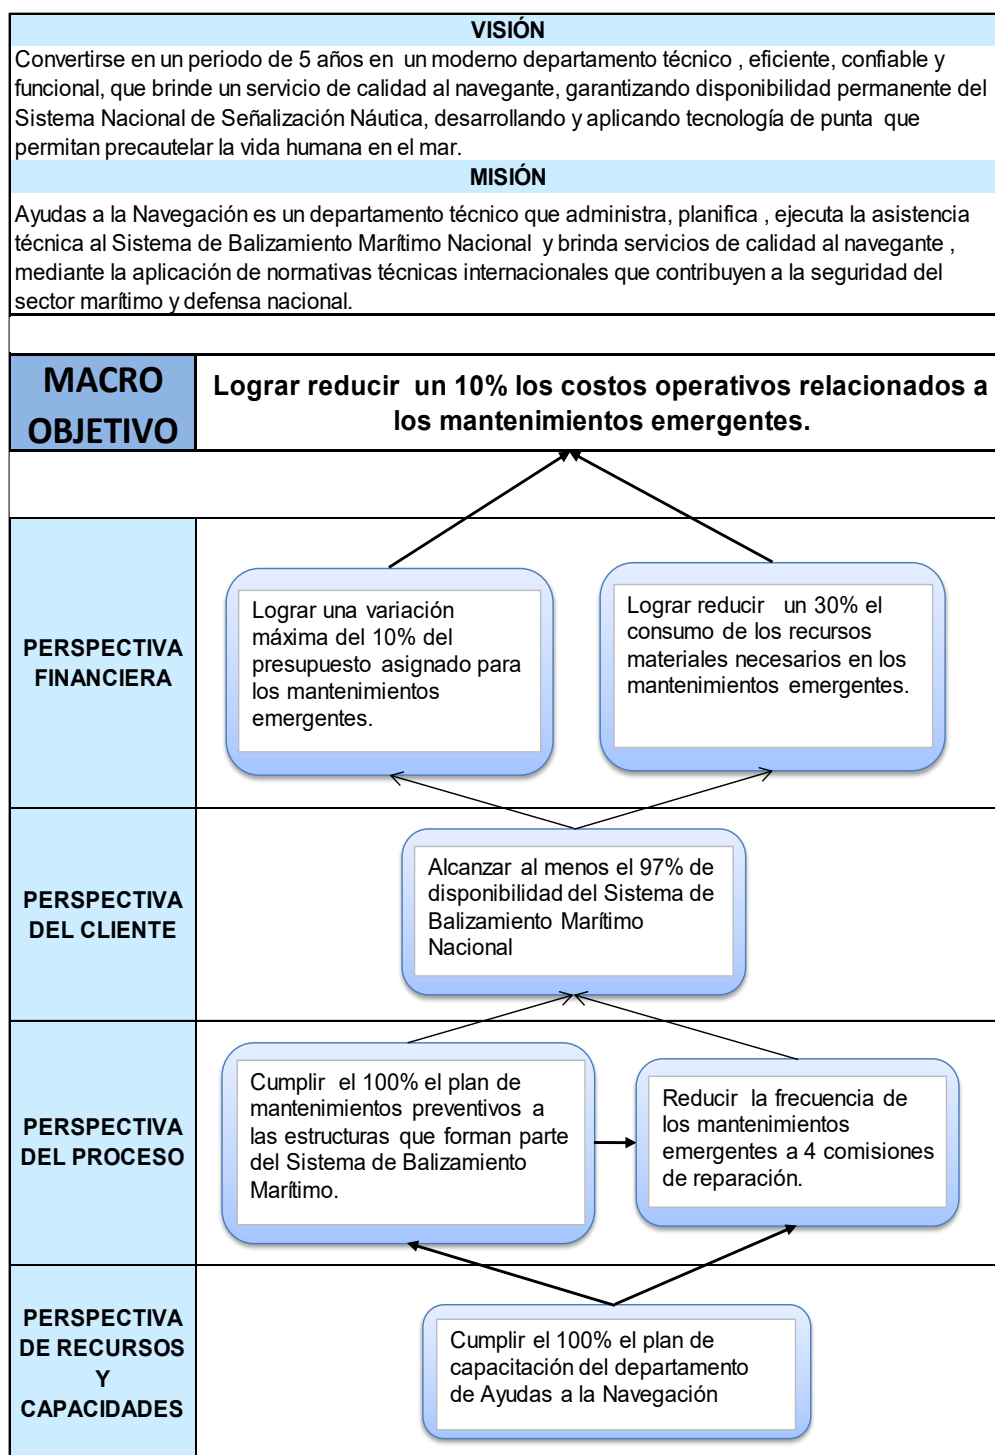 VISIÓN
Convertirse en un periodo de 5 años en un moderno departamento técnico , eficiente, confiable y
funcional, que brinde un servicio de calidad al navegante, garantizando disponibilidad permanente del
Sistema Nacional de Señalización Náutica, desarrollando y aplicando tecnología de punta que
permitan precautelar la vida humana en el mar.
MISIÓN
Ayudas a la Navegación es un departamento técnico que administra, planifica , ejecuta la asistencia
técnica al Sistema de Balizamiento Marítimo Nacional y brinda servicios de calidad al navegante ,
mediante la aplicación de normativas técnicas internacionales que contribuyen a la seguridad del
sector marítimo y defensa nacional.
MACRO
OBJETIVO
Lograr reducir un 10% los costos operativos relacionados a
los mantenimientos emergentes.
PERSPECTIVA
FINANCIERA
Lograr una variación
máxima del 10% del
presupuesto asignado para
los mantenimientos
emergentes.
Lograr reducir un 30% el
consumo de los recursos
materiales necesarios en los
mantenimientos emergentes.
PERSPECTIVA
DEL CLIENTE
Alcanzar al menos el 97% de
disponibilidad del Sistema de
Balizamiento Marítimo
Nacional
PERSPECTIVA
DEL PROCESO
Cumplir el 100% el plan de
mantenimientos preventivos a
las estructuras que forman parte
del Sistema de Balizamiento
Marítimo.
Reducir la frecuencia de
los mantenimientos
emergentes a 4 comisiones
de reparación.
PERSPECTIVA
DE RECURSOS
Y
CAPACIDADES
Cumplir el 100% el plan de
capacitación del departamento
de Ayudas a la Navegación